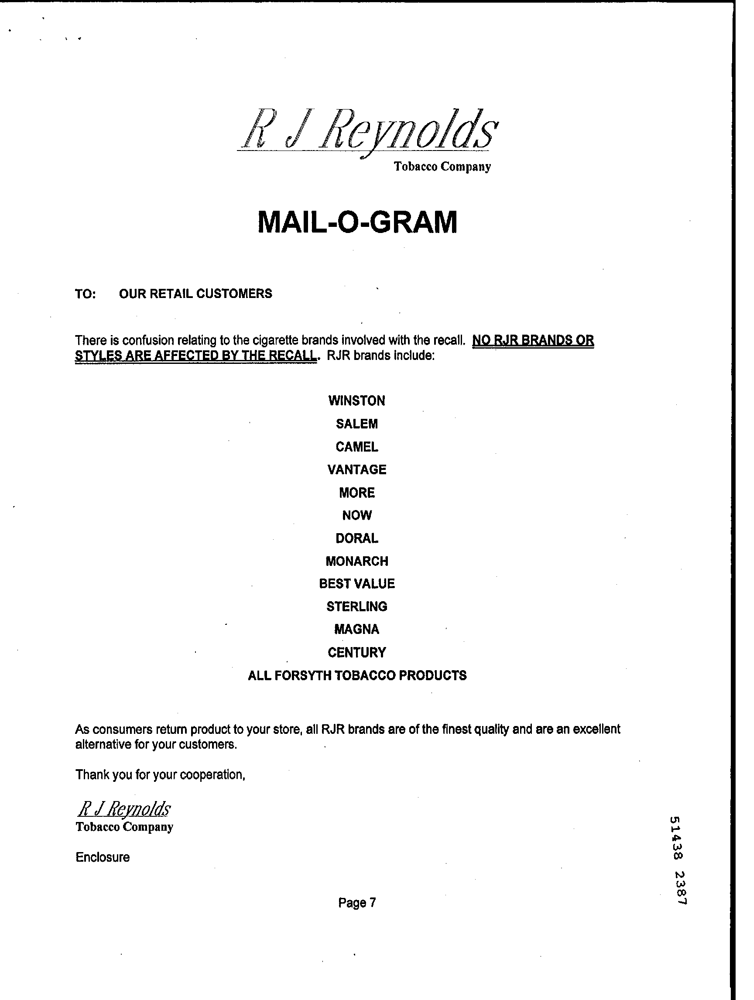 R J Reynolds
Tobacco Company
MAIL-O-GRAM
TO: OUR RETAIL CUSTOMERS
There is confusion relating to the cigarette brands involved with the recall. NO RJR BRANDS OR
STYLES ARE AFFECTED BY THE RECALL. RJR brands include:
WINSTON
SALEM
CAMEL
VANTAGE
MORE
NOW
DORAL
MONARCH
BEST VALUE
STERLING
MAGNA
CENTURY
ALL FORSYTH TOBACCO PRODUCTS
As consumers return product to your store, all RJR brands are of the finest quality and are an excellent
alternative for your customers.
Thank you for your cooperation,
R J Reynolds
Tobacco Company
Enclosure
51438 2387
Page 7